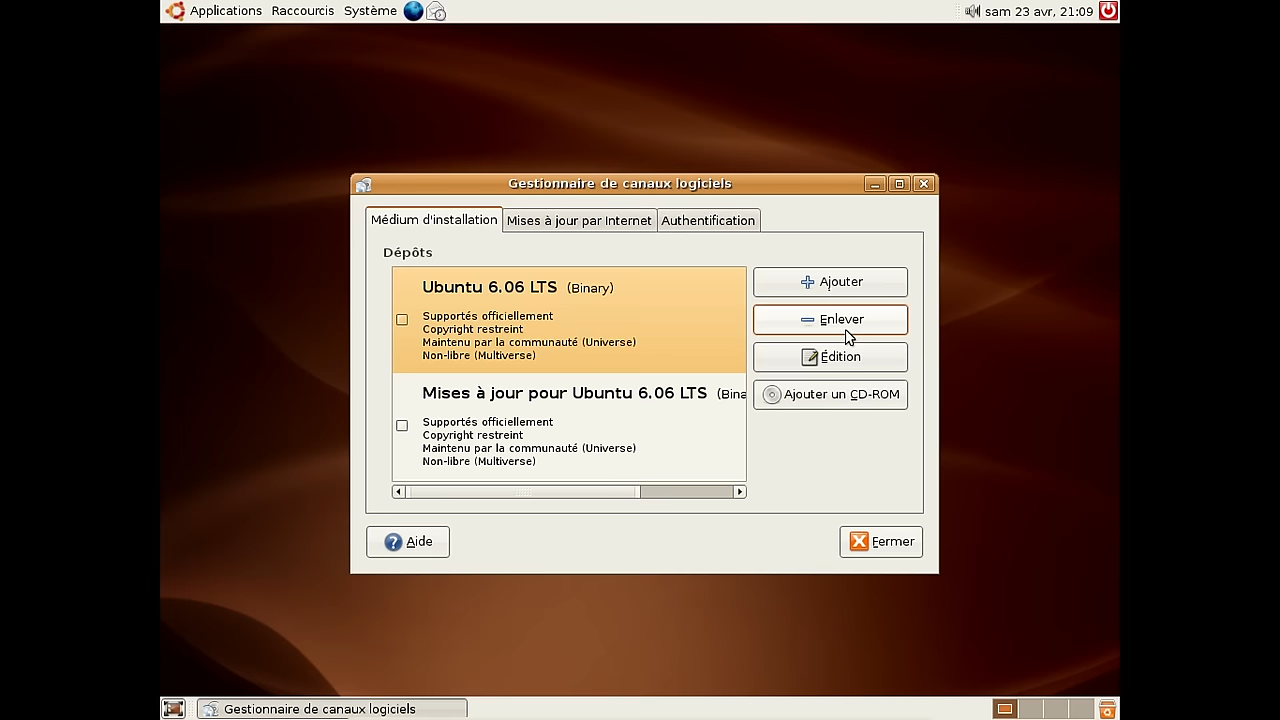 Applications Raccourcis Système
sam 23 avr, 21:09
Gestionnaire de canaux logiciels
Médium d'installation
Mises à jour par Internet
Authentification
Dépôts
Ubuntu 6.06 LTS (Binary)
Supportés officiellement
Copyright restreint
Maintenu par la communauté (Universe)
Non-libre (Multiverse)
Mises à jour pour Ubuntu 6.06 LTS (Bina
Supportés officiellement
Copyright restreint
Maintenu par la communauté (Universe)
Non-libre (Multiverse)
Ajouter
Enlever
Édition
Ajouter un CD-ROM
Aide
Fermer
Gestionnaire de canaux logiciels